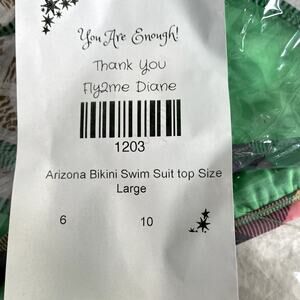 You Are Enough!
Thank You
Fly2me Diane
1203
Arizona Bikini Swim Suit top Size
Large
6 10